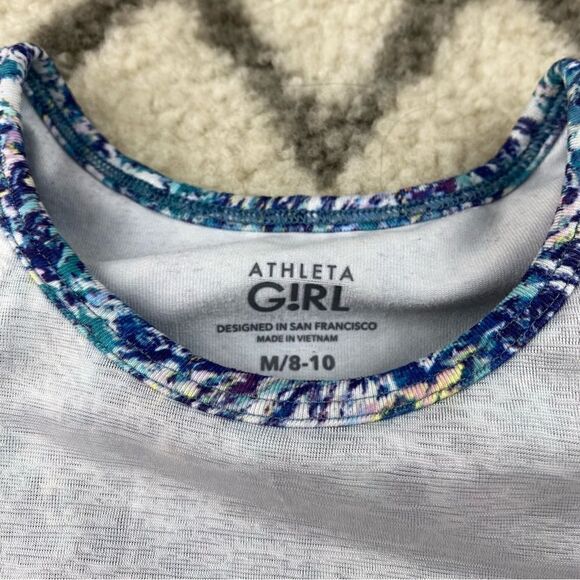 ATHLETA
G!RL
DESIGNED IN SAN FRANCISCO
MADE IN VIETNAM
M/8-10